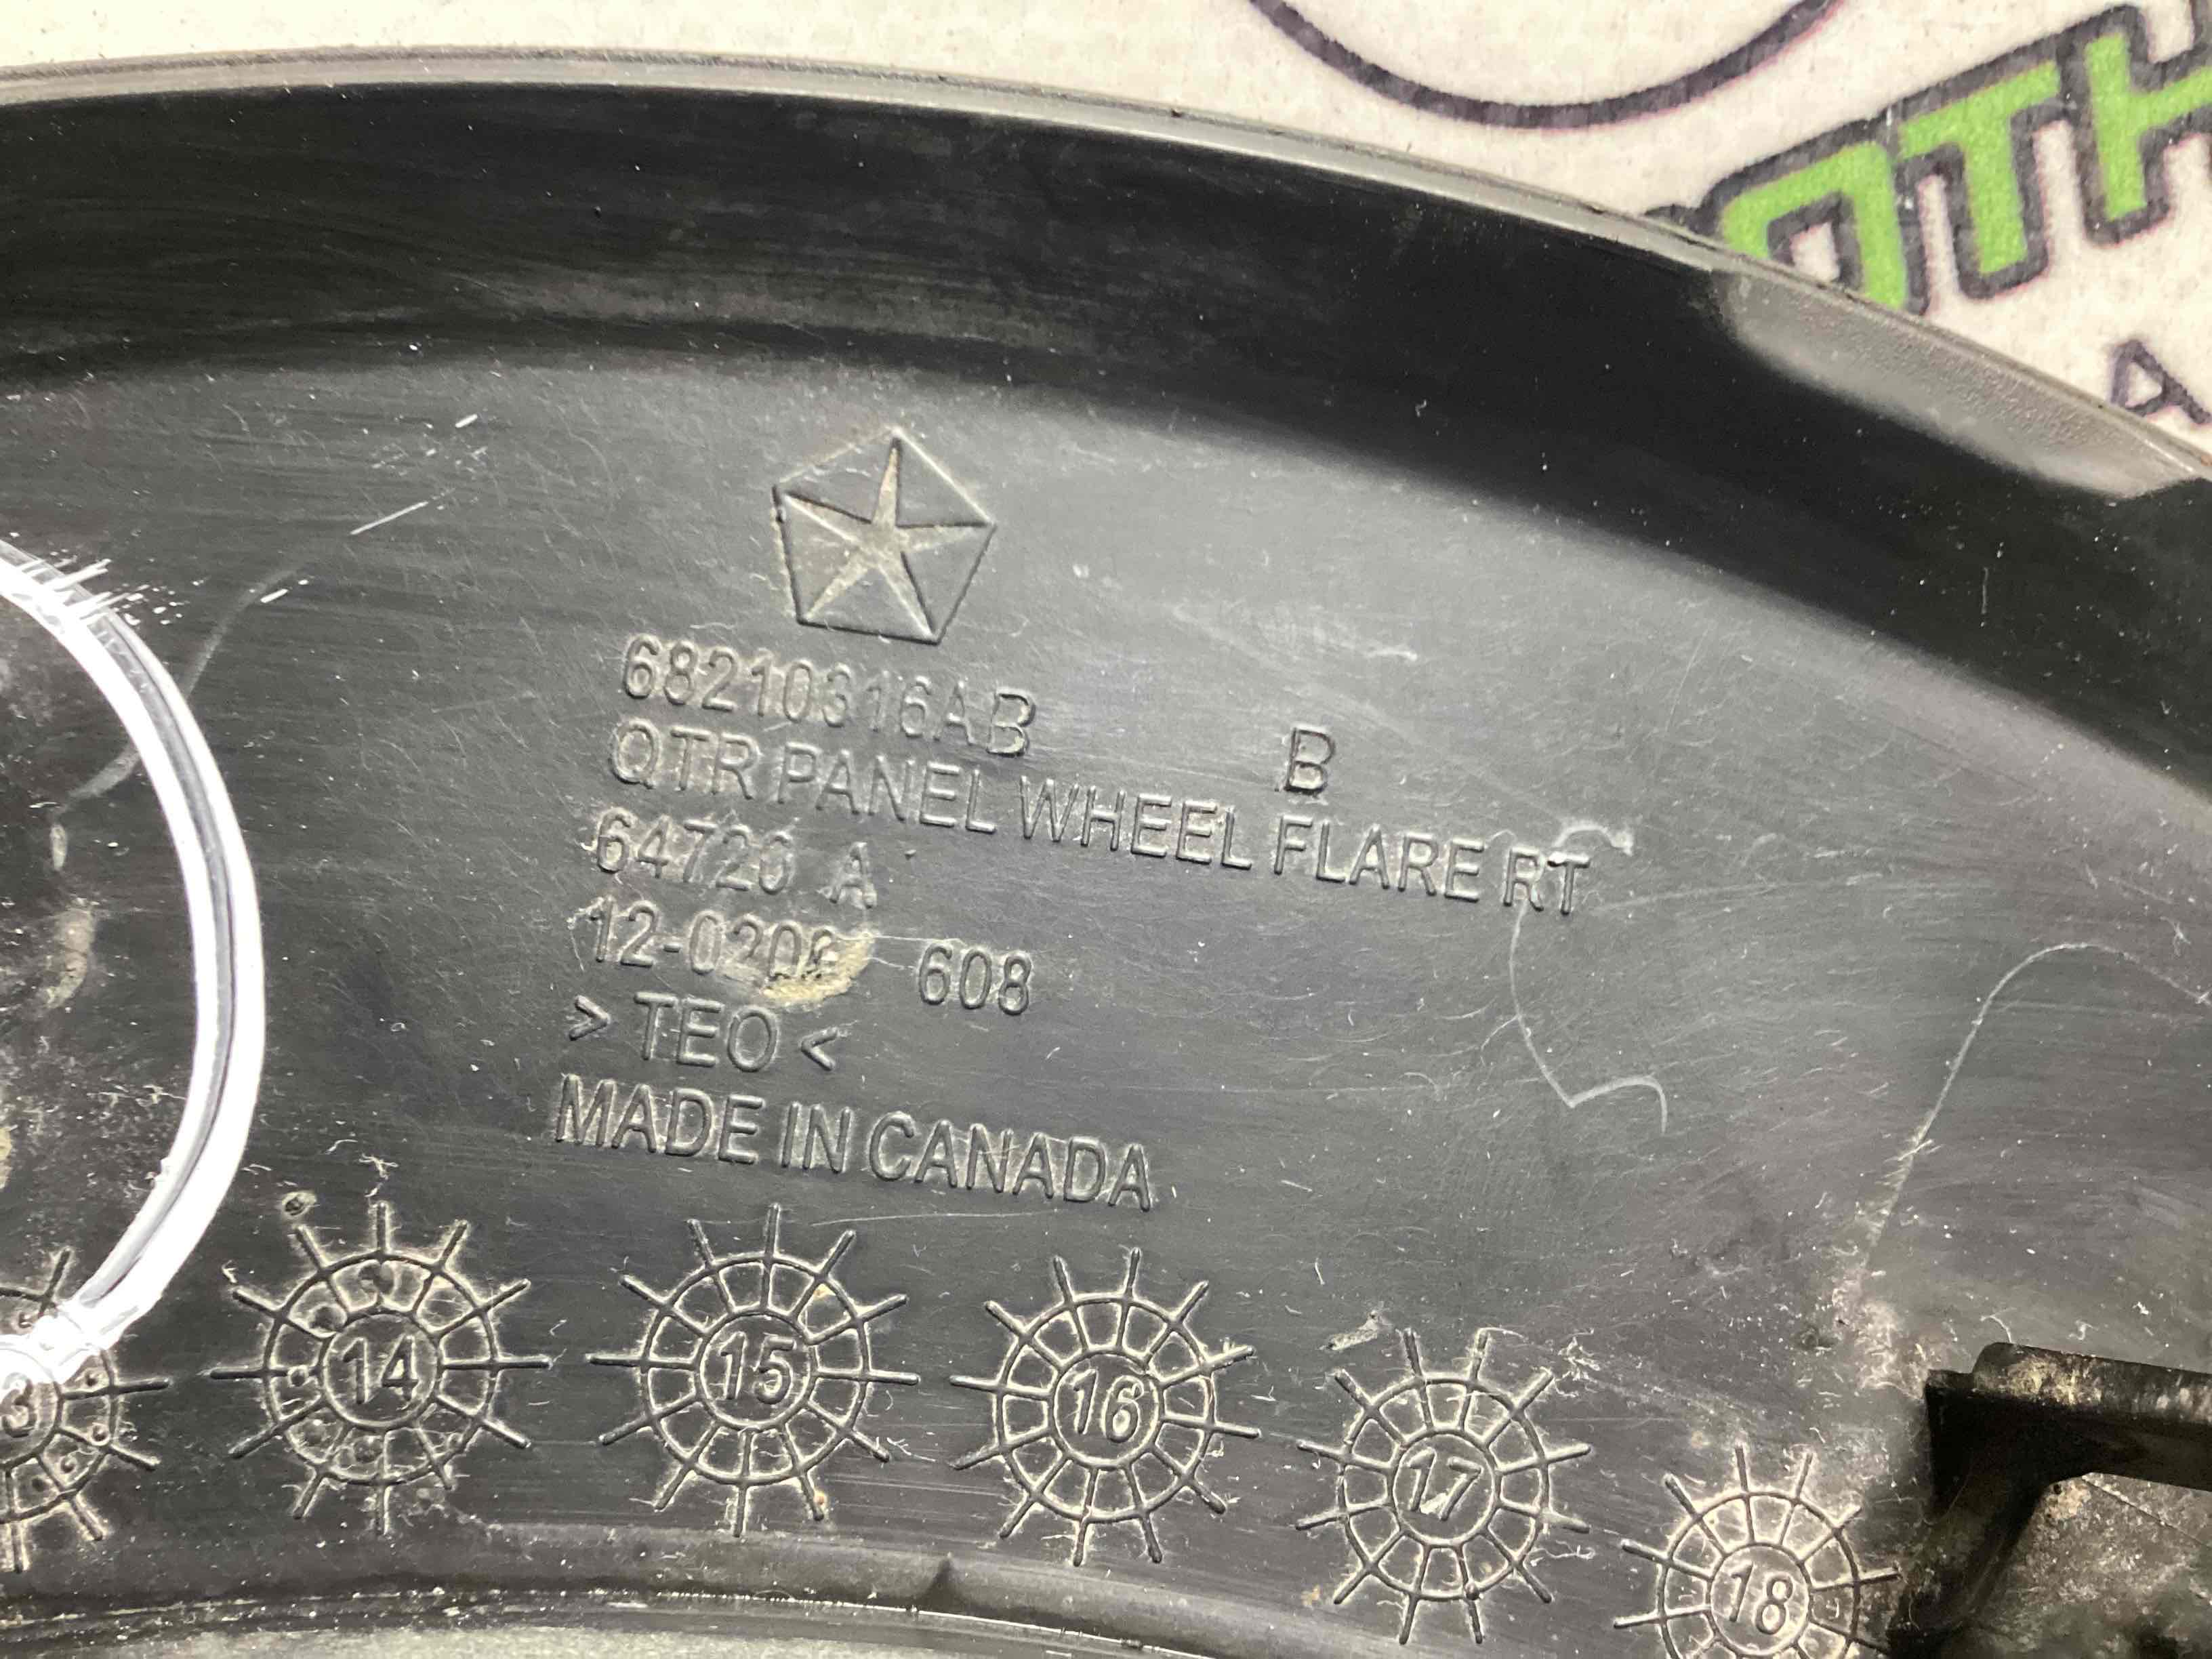 68210316AB
B
QTR PANEL WHEEL FLARE RT
64720 A
608
> TEO <
MADE IN CANADA
14
15
16
17
18